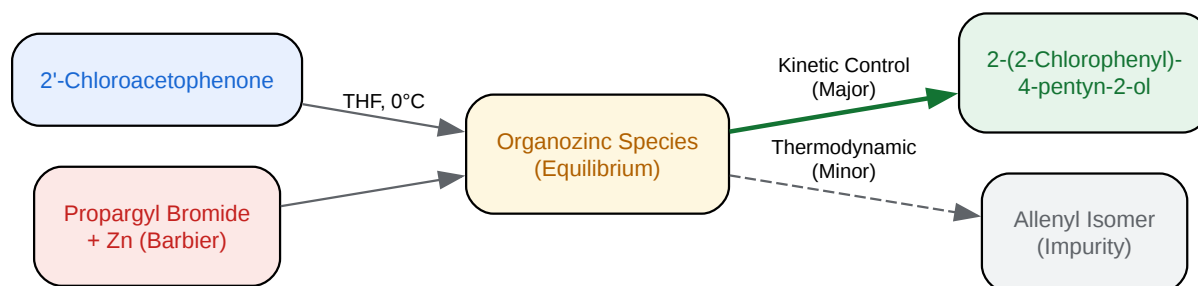 2'-Chloroacetophenone
THF, 0°C
Propargyl Bromide
+ Zn (Barbier)
Organozinc Species
(Equilibrium)
Kinetic Control
(Major)
Thermodynamic
(Minor)
2-(2-Chlorophenyl)-
4-pentyn-2-ol
Allenyl Isomer
(Impurity)